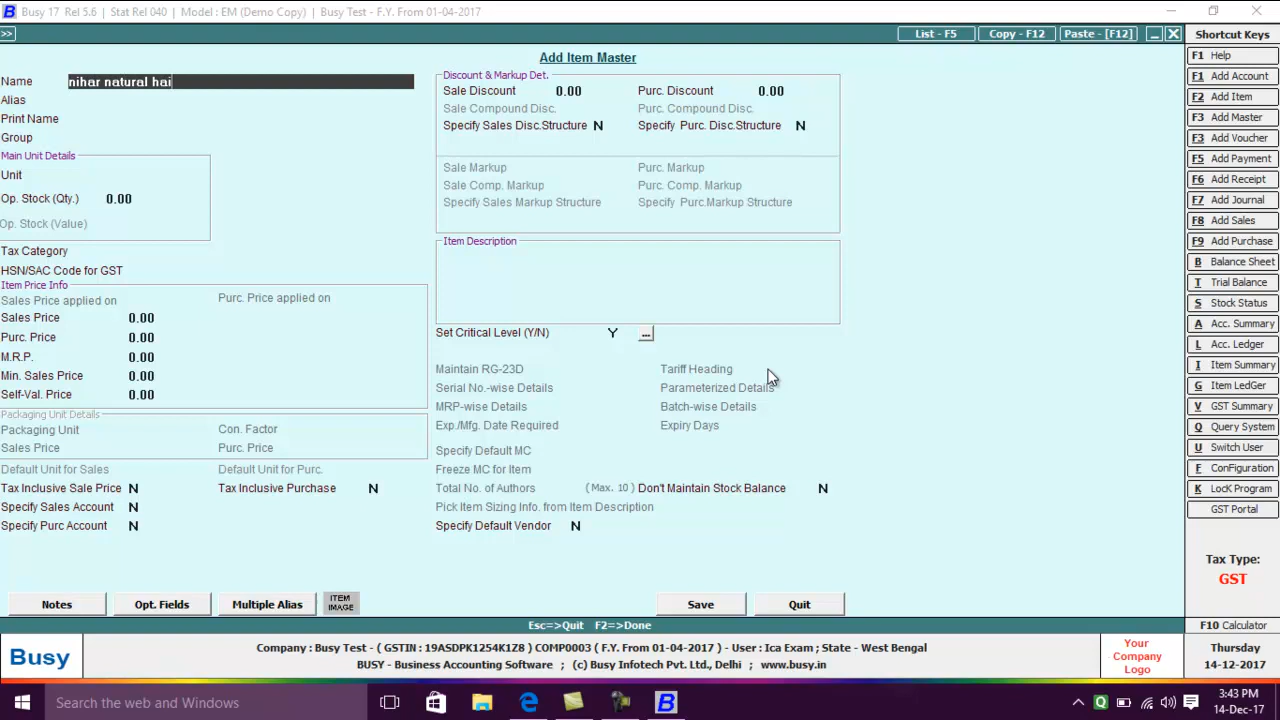 Busy 17 Rel 5.6 | Stat Rel 040 | Model : EM (Demo Copy) | Busy Test - F.Y. From 01-04-2017
>> List - F5 Copy - F12 Paste - [F12]
Shortcut Keys
Add Item Master
Name nihar natural hai
Alias
Print Name
Group
Main Unit Details
Unit
Op. Stock (Qty.) 0.00
Op. Stock (Value)
Tax Category
HSN/SAC Code for GST
Item Price Info
Sales Price applied on Purc. Price applied on
Sales Price 0.00
Purc. Price 0.00
M.R.P. 0.00
Min. Sales Price 0.00
Self-Val. Price 0.00
Packaging Unit Details
Packaging Unit Con. Factor
Sales Price Purc. Price
Default Unit for Sales Default Unit for Purc.
Tax Inclusive Sale Price N Tax Inclusive Purchase N
Specify Sales Account N
Specify Purc Account N
Discount & Markup Det.
Sale Discount 0.00 Purc. Discount 0.00
Sale Compound Disc. Purc. Compound Disc.
Specify Sales Disc.Structure N Specify Purc. Disc.Structure N
Sale Markup Purc. Markup
Sale Comp. Markup Purc. Comp. Markup
Specify Sales Markup Structure Specify Purc.Markup Structure
Item Description
Set Critical Level (Y/N) Y ...
Maintain RG-23D Tariff Heading
Serial No.-wise Details Parameterized Details
MRP-wise Details Batch-wise Details
Exp./Mfg. Date Required Expiry Days
Specify Default MC
Freeze MC for Item
Total No. of Authors (Max. 10) Don't Maintain Stock Balance N
Pick Item Sizing Info. from Item Description
Specify Default Vendor N
Notes Opt. Fields Multiple Alias ITEM IMAGE Save Quit
Esc=>Quit F2=>Done
F1 Help
F1 Add Account
F2 Add Item
F3 Add Master
F3 Add Voucher
F5 Add Payment
F6 Add Receipt
F7 Add Journal
F8 Add Sales
F9 Add Purchase
B Balance Sheet
T Trial Balance
S Stock Status
A Acc. Summary
L Acc. Ledger
I Item Summary
G Item LedGer
V GST Summary
Q Query System
U Switch User
F Configuration
K LocK Program
GST Portal
Tax Type:
GST
F10 Calculator
Busy
Company : Busy Test - ( GSTIN : 19ASDPK1254K1Z8 ) COMP0003 ( F.Y. From 01-04-2017 ) - User : Ica Exam ; State - West Bengal
BUSY - Business Accounting Software ; (c) Busy Infotech Pvt. Ltd., Delhi ; www.busy.in
Your
Company
Logo
Thursday
14-12-2017
Search the web and Windows
3:43 PM
14-Dec-17